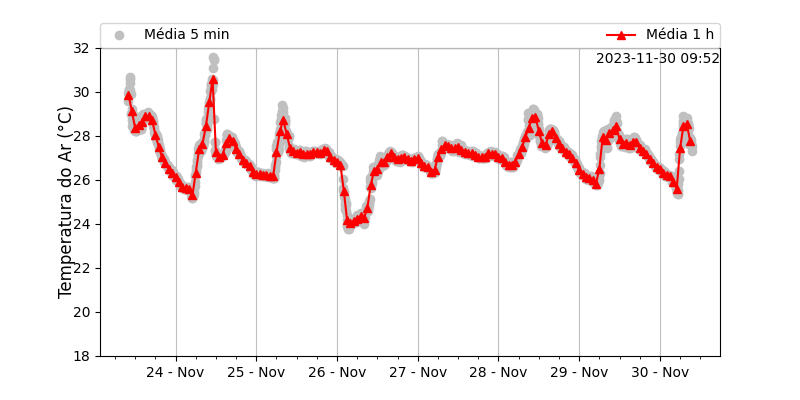 Média 5 min
Média 1 h
2023-11-30 09:52
Temperatura do Ar (°C)
32
30
28
26
24
22
20
18
24 - Nov
25 - Nov
26 - Nov
27 - Nov
28 - Nov
29 - Nov
30 - Nov